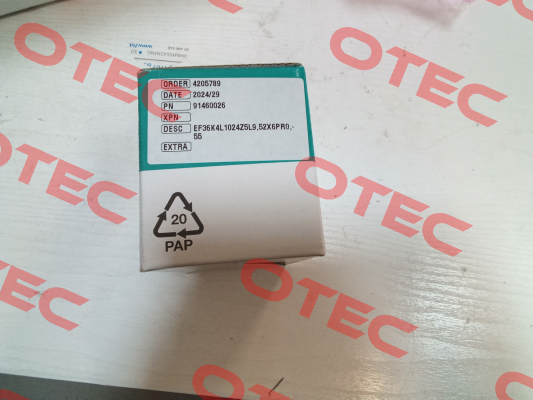 ORDER 4205789
DATE 2024/29
PN 91460026
XPN
DESC EF36K4L1024Z5L9,52X6PR0,-
55
EXTRA
20
PAP
OTEC
OTEC
OTEC
OTEC
OTEC
OTEC
OTEC